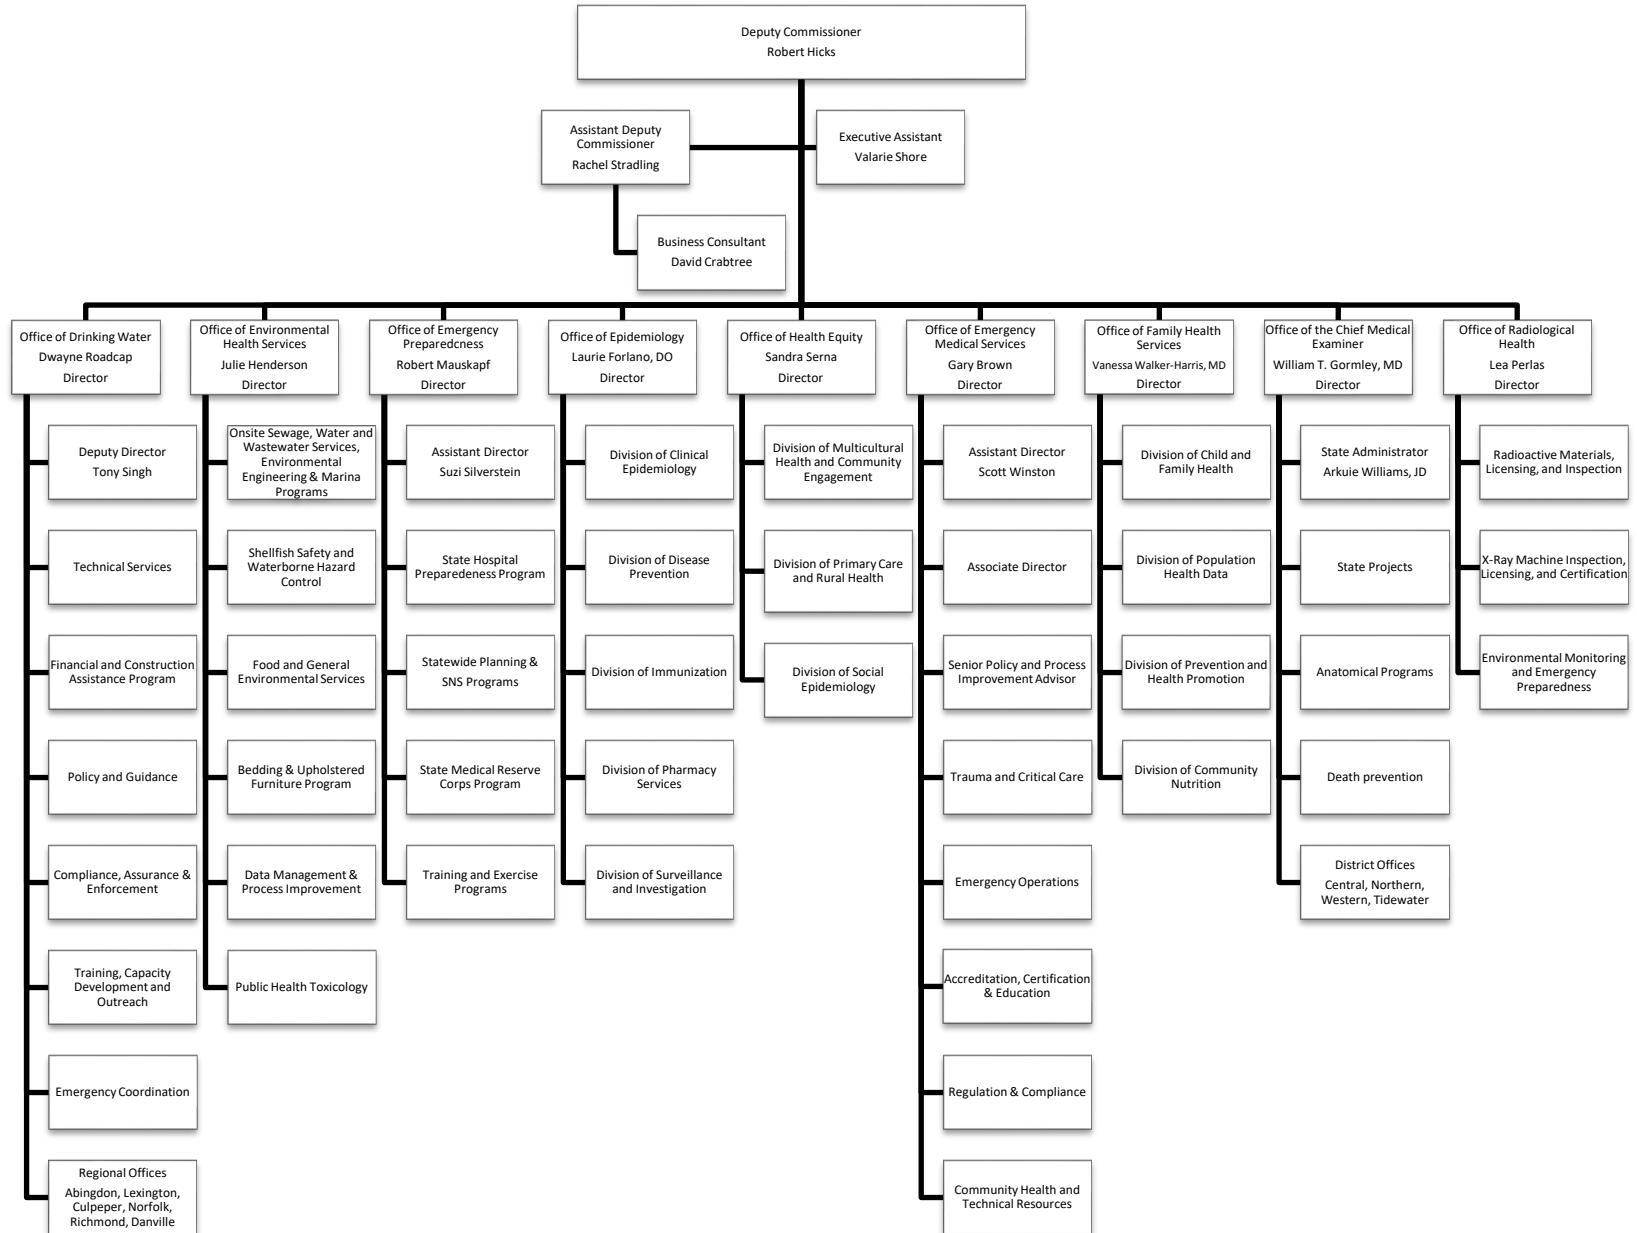 Deputy Commissioner
Robert Hicks
Assistant Deputy
Commissioner
Rachel Stradling
Executive Assistant
Valarie Shore
Business Consultant
David Crabtree
Office of Drinking Water
Dwayne Roadcap
Director
Deputy Director
Tony Singh
Technical Services
Financial and Construction
Assistance Program
Policy and Guidance
Compliance, Assurance &
Enforcement
Training, Capacity
Development and
Outreach
Emergency Coordination
Regional Offices
Abingdon, Lexington,
Culpeper, Norfolk,
Richmond, Danville
Office of Environmental
Health Services
Julie Henderson
Director
Onsite Sewage, Water and
Wastewater Services,
Environmental
Engineering & Marina
Programs
Shellfish Safety and
Waterborne Hazard
Control
Food and General
Environmental Services
Bedding & Upholstered
Furniture Program
Data Management &
Process Improvement
Public Health Toxicology
Office of Emergency
Preparedcness
Robert Mauskapf
Director
Assistant Director
Suzi Silverstein
State Hospital
Preparedeness Program
Statewide Planning &
SNS Programs
State Medical Reserve
Corps Program
Training and Exercise
Programs
Office of Epidemiology
Laurie Forlano, DO
Director
Division of Clinical
Epidemiology
Division of Disease
Prevention
Division of Immunization
Division of Pharmacy
Services
Division of Surveillance
and Investigation
Office of Health Equity
Sandra Serna
Director
Division of Multicultural
Health and Community
Engagement
Division of Primary Care
and Rural Health
Division of Social
Epidemiology
Office of Emergency
Medical Services
Gary Brown
Director
Assistant Director
Scott Winston
Associate Director
Senior Policy and Process
Improvement Advisor
Trauma and Critical Care
Emergency Operations
Accreditation, Certification
& Education
Regulation & Compliance
Community Health and
Technical Resources
Office of Family Health
Services
Vanessa Walker-Harris, MD
Director
Division of Child and
Family Health
Division of Population
Health Data
Division of Prevention and
Health Promotion
Division of Community
Nutrition
Office of the Chief Medical
Examiner
William T. Gormley, MD
Director
State Administrator
Arkuie Williams, JD
State Projects
Anatomical Programs
Death prevention
District Offices
Central, Northern,
Western, Tidewater
Office of Radiological
Health
Lea Perlas
Director
Radioactive Materials,
Licensing, and Inspection
X-Ray Machine Inspection,
Licensing, and Certification
Environmental Monitoring
and Emergency
Preparedness